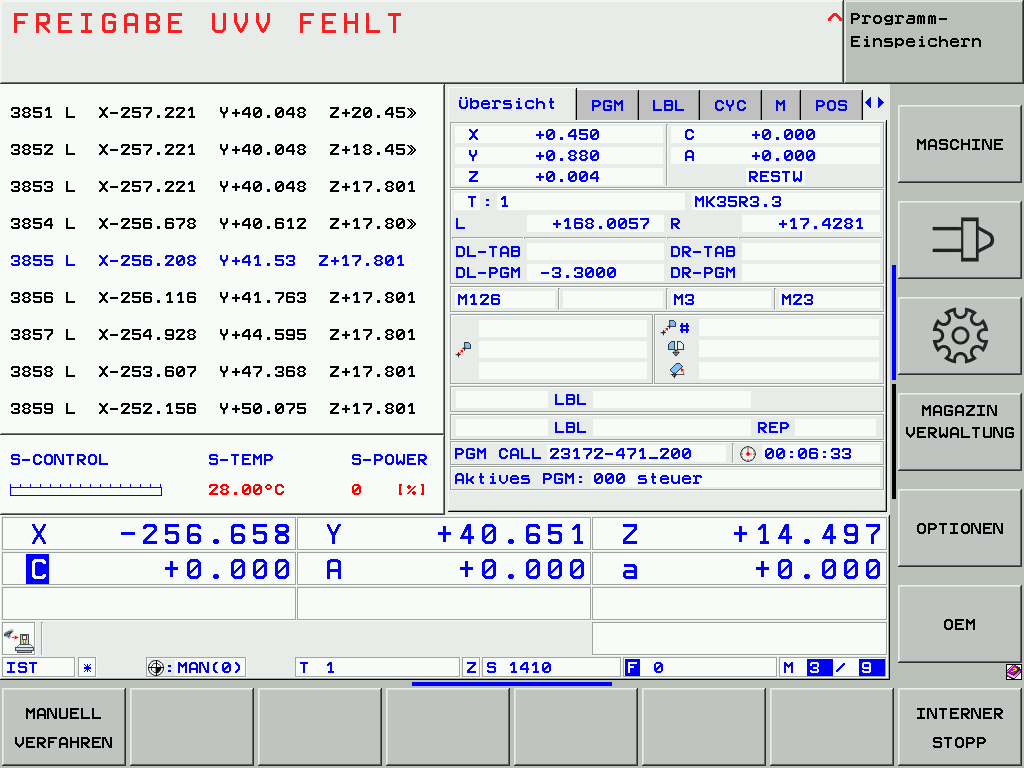 FREIGABE UVV FEHLT
^
Programm-
Einspeichern
3851 L X-257.221 Y+40.048 Z+20.45»
3852 L X-257.221 Y+40.048 Z+18.45»
3853 L X-257.221 Y+40.048 Z+17.801
3854 L X-256.678 Y+40.612 Z+17.80»
3855 L X-256.208 Y+41.53 Z+17.801
3856 L X-256.116 Y+41.763 Z+17.801
3857 L X-254.928 Y+44.595 Z+17.801
3858 L X-253.607 Y+47.368 Z+17.801
3859 L X-252.156 Y+50.075 Z+17.801
S-CONTROL S-TEMP S-POWER
28.00°C 0 [%]
Übersicht PGM LBL CYC M POS
X +0.450 C +0.000
Y +0.880 A +0.000
Z +0.004 RESTW
T : 1 MK35R3.3
L +168.0057 R +17.4281
DL-TAB DR-TAB
DL-PGM -3.3000 DR-PGM
M126 M3 M23
#
LBL
LBL REP
PGM CALL 23172-471_200 00:06:33
Aktives PGM: 000 steuer
X -256.658 Y +40.651 Z +14.497
C +0.000 A +0.000 a +0.000
IST * :MAN(0) T 1 Z S 1410 F 0 M 3 / 9
MASCHINE
MAGAZIN
VERWALTUNG
OPTIONEN
OEM
MANUELL
VERFAHREN
INTERNER
STOPP